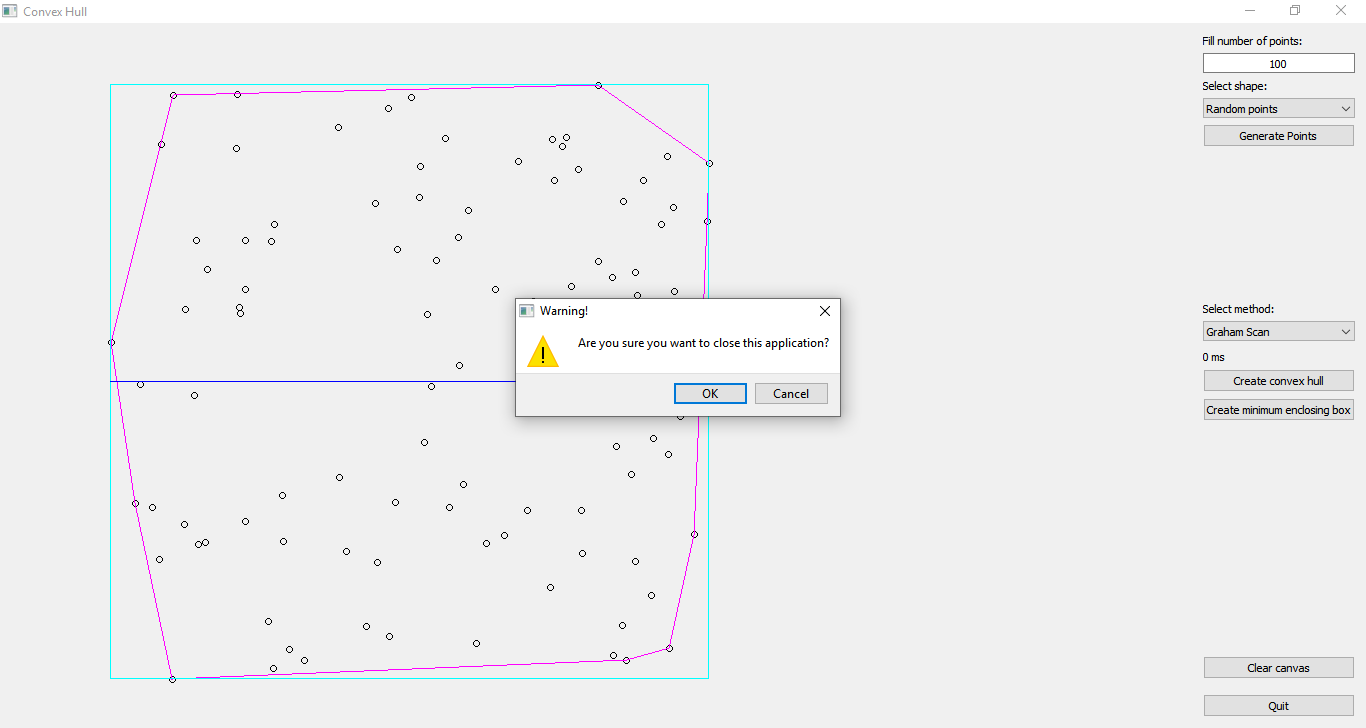 Convex Hull
Fill number of points:
100
Select shape:
Random points
Generate Points
Warning!
Are you sure you want to close this application?
OK
Cancel
Select method:
Graham Scan
0 ms
Create convex hull
Create minimum enclosing box
Clear canvas
Quit